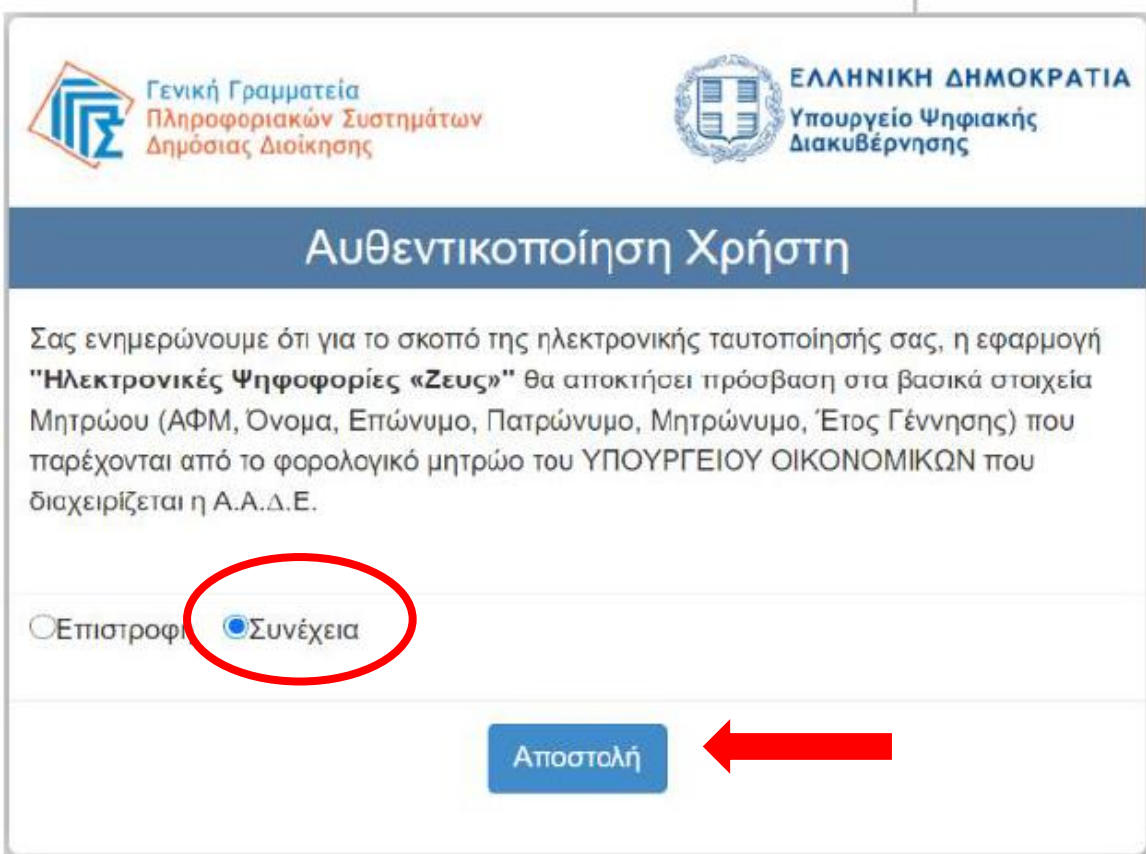 Γενική Γραμματεία
Πληροφοριακών Συστημάτων
Δημόσιας Διοίκησης
ΕΛΛΗΝΙΚΗ ΔΗΜΟΚΡΑΤΙΑ
Υπουργείο Ψηφιακής
Διακυβέρνησης
Αυθεντικοποίηση Χρήστη
Σας ενημερώνουμε ότι για το σκοπό της ηλεκτρονικής ταυτοποίησής σας, η εφαρμογή
"Ηλεκτρονικές Ψηφοφορίες «Ζευς»" θα αποκτήσει πρόσβαση στα βασικά στοιχεία
Μητρώου (ΑΦΜ, Όνομα, Επώνυμο, Πατρώνυμο, Μητρώνυμο, Έτος Γέννησης) που
παρέχονται από το φορολογικό μητρώο του ΥΠΟΥΡΓΕΙΟΥ ΟΙΚΟΝΟΜΙΚΩΝ που
διαχειρίζεται η Α.Α.Δ.Ε.
Επιστροφή Συνέχεια
Αποστολή